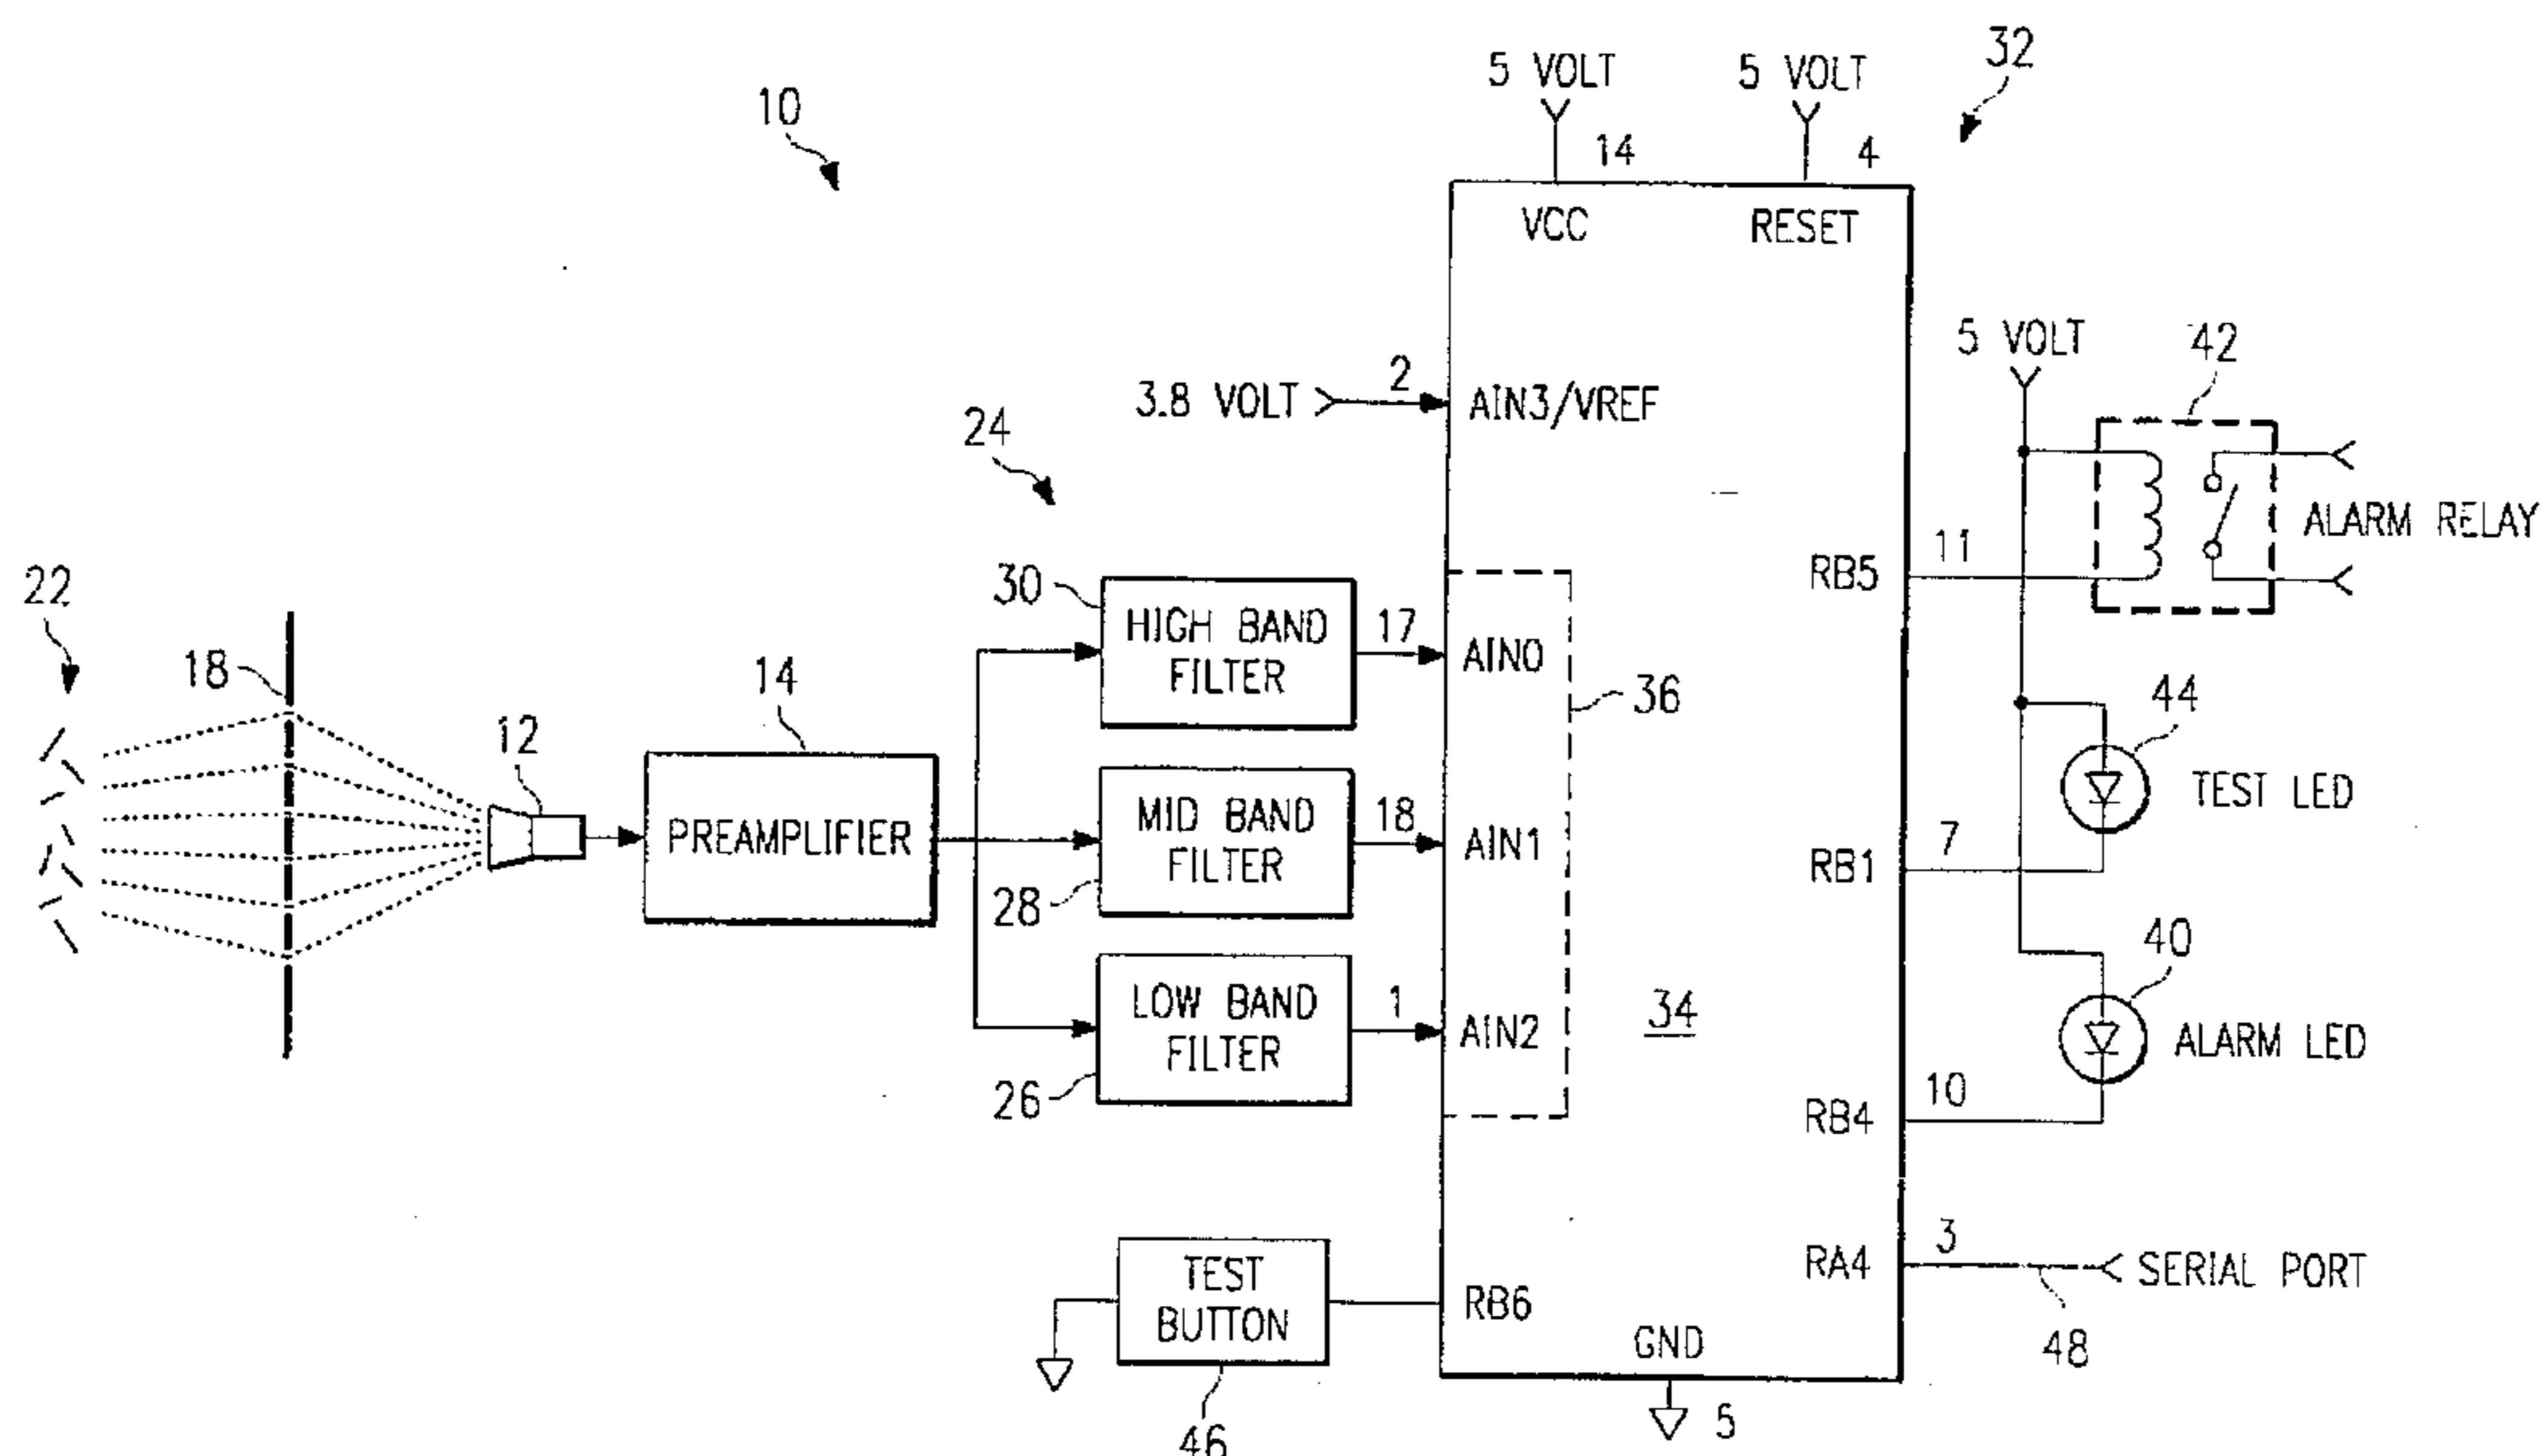 10
5 VOLT
5 VOLT
32
14
4
VCC
RESET
3.8 VOLT
2
AIN3/VREF
5 VOLT
42
24
ALARM RELAY
RB5
11
22
18
12
14
PREAMPLIFIER
30
HIGH BAND
FILTER
17
AIN0
36
MID BAND
FILTER
28
18
AIN1
44
TEST LED
RB1
7
LOW BAND
FILTER
26
1
AIN2
34
40
ALARM LED
RB4
10
RA4
3
SERIAL PORT
48
TEST
BUTTON
46
RB6
GND
5